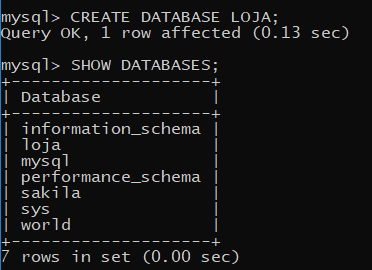 mysql> CREATE DATABASE LOJA;
Query OK, 1 row affected (0.13 sec)
mysql> SHOW DATABASES;
+--------------------+
| Database           |
+--------------------+
| information_schema |
| loja               |
| mysql              |
| performance_schema |
| sakila             |
| sys                |
| world              |
+--------------------+
7 rows in set (0.00 sec)